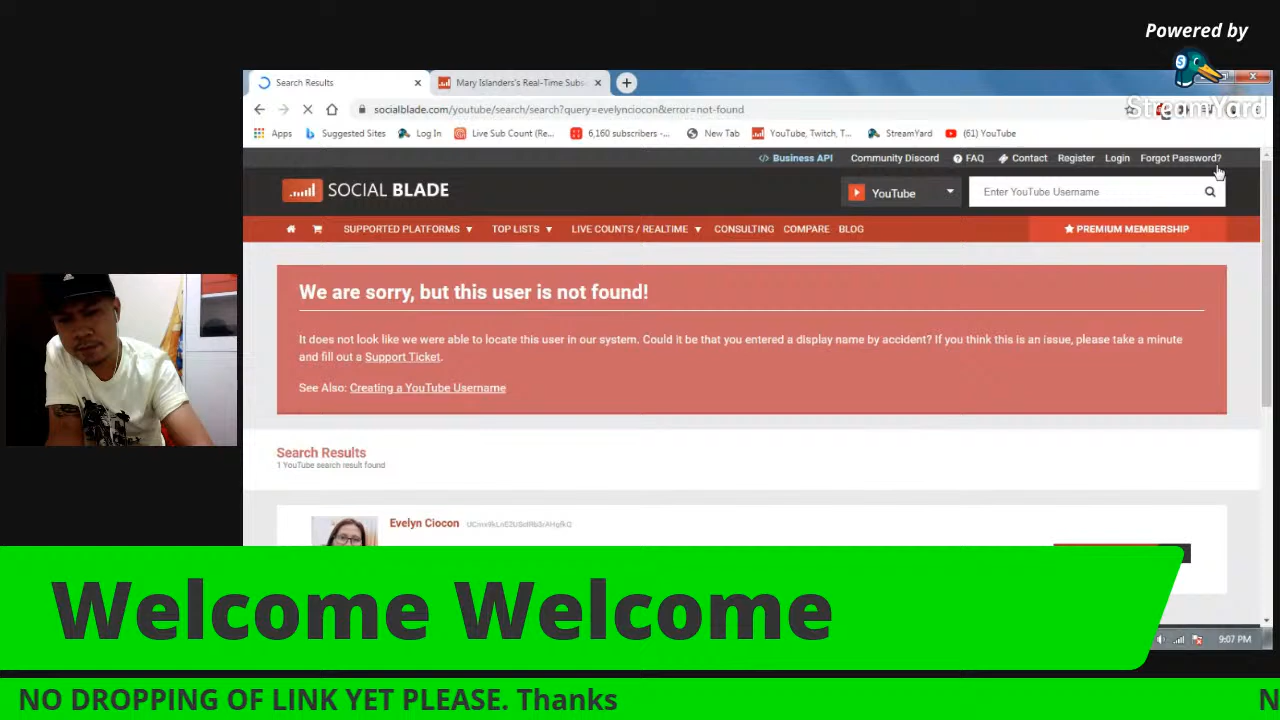 Powered by
StreamYard
Search Results
Mary Islanders's Real-Time Subs
socialblade.com/youtube/search/search?query=evelynciocon&error=not-found
Apps
Suggested Sites
Log In
Live Sub Count (Re...
6,160 subscribers -...
New Tab
YouTube, Twitch, T...
StreamYard
(61) YouTube
</> Business API
Community Discord
FAQ
Contact
Register
Login
Forgot Password?
SOCIAL BLADE
YouTube
Enter YouTube Username
SUPPORTED PLATFORMS
TOP LISTS
LIVE COUNTS / REALTIME
CONSULTING
COMPARE
BLOG
PREMIUM MEMBERSHIP
We are sorry, but this user is not found!
It does not look like we were able to locate this user in our system. Could it be that you entered a display name by accident? If you think this is an issue, please take a minute
and fill out a Support Ticket.
See Also: Creating a YouTube Username
Search Results
1 YouTube search result found
Evelyn Ciocon
Welcome Welcome
9:07 PM
NO DROPPING OF LINK YET PLEASE. Thanks
N